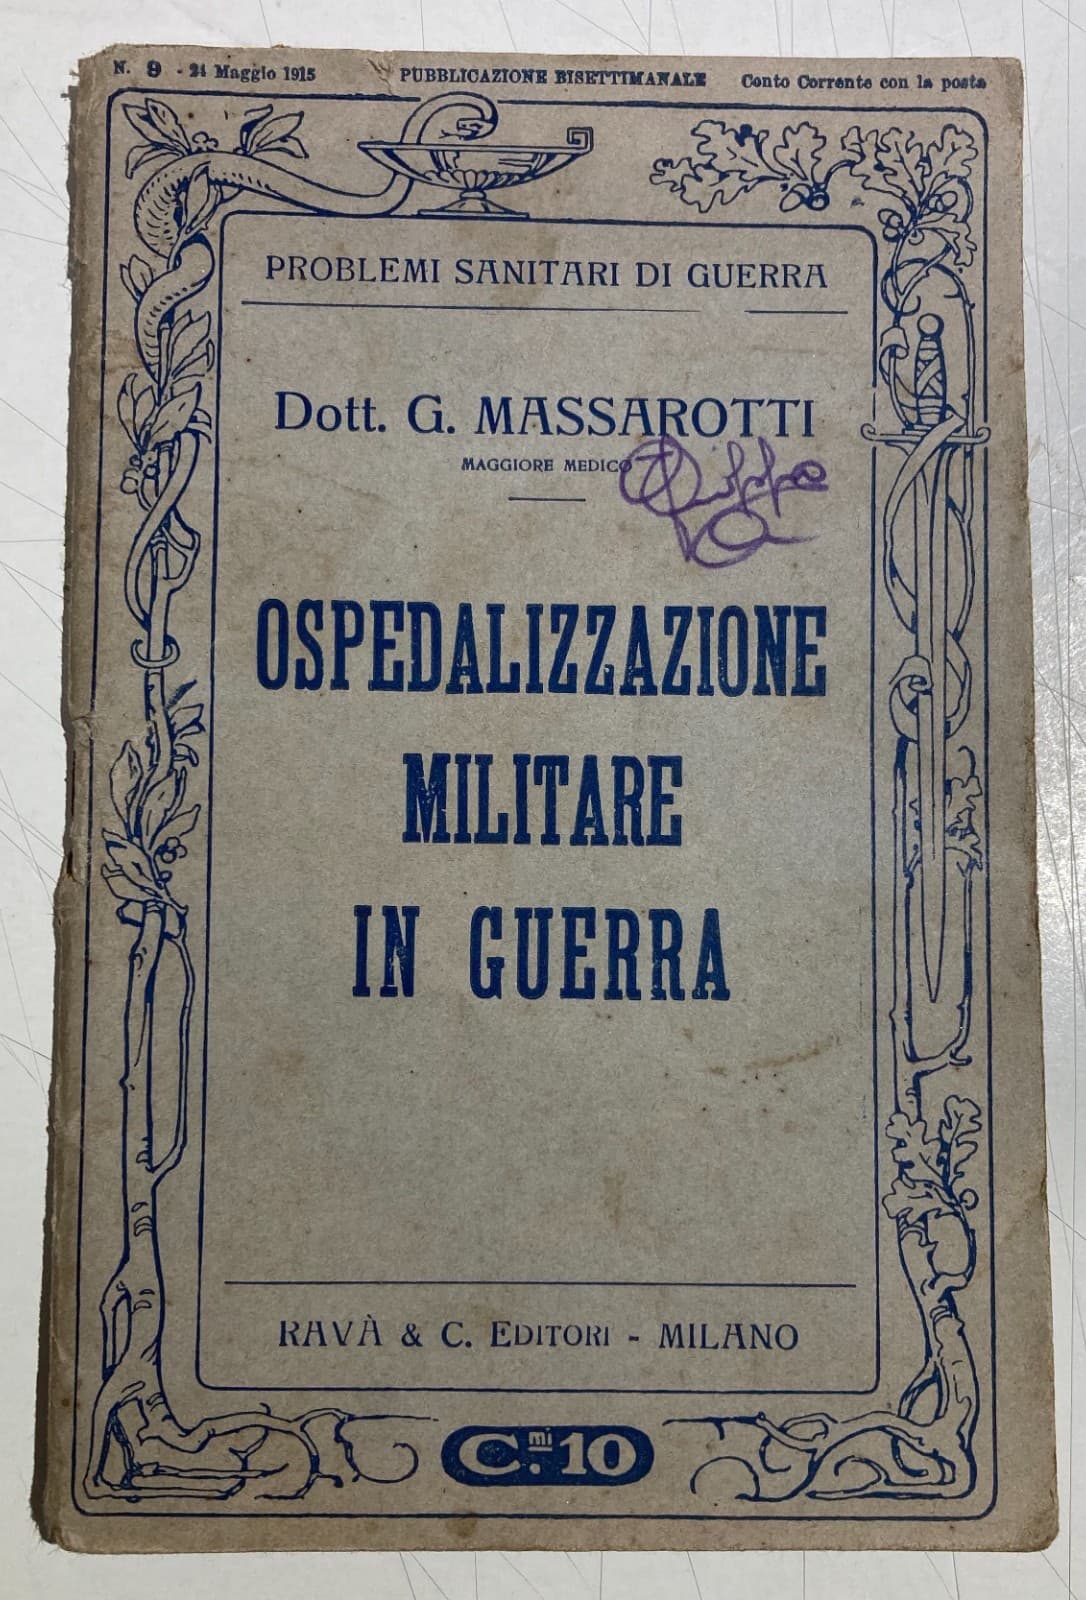 N. 9 - 24 Maggio 1915 PUBBLICAZIONE BISETTIMANALE Conto Corrente con la posta
PROBLEMI SANITARI DI GUERRA
Dott. G. MASSAROTTI
MAGGIORE MEDICO
OSPEDALIZZAZIONE
MILITARE
IN GUERRA
RAVÀ & C. EDITORI - MILANO
C.mi 10